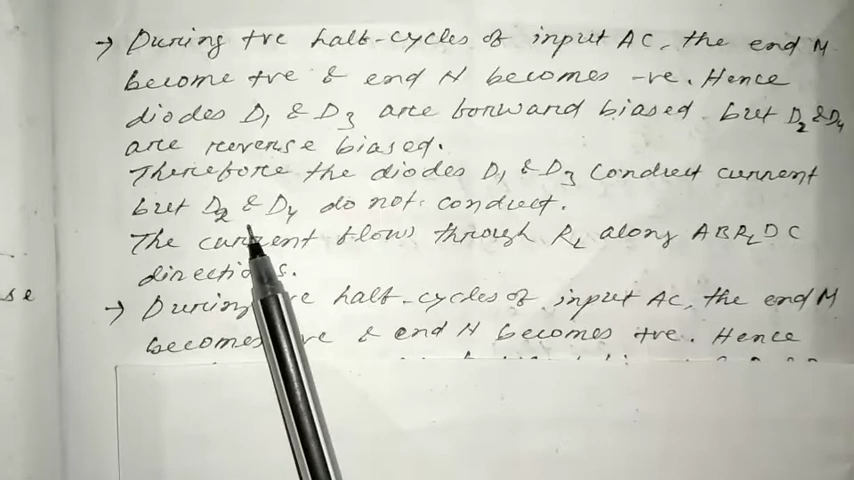 → During +ve half-cycles of input AC, the end M
become +ve & end N becomes -ve. Hence
diodes D1 & D3 are forward biased but D2 & D4
are reverse biased.
Therefore the diodes D1 & D3 conduct current
but D2 & D4 do not conduct.
The current flows through RL along ABRLDC
directions.
se
→ During ve half-cycles of input AC, the end M
becomes ve & end N becomes +ve. Hence